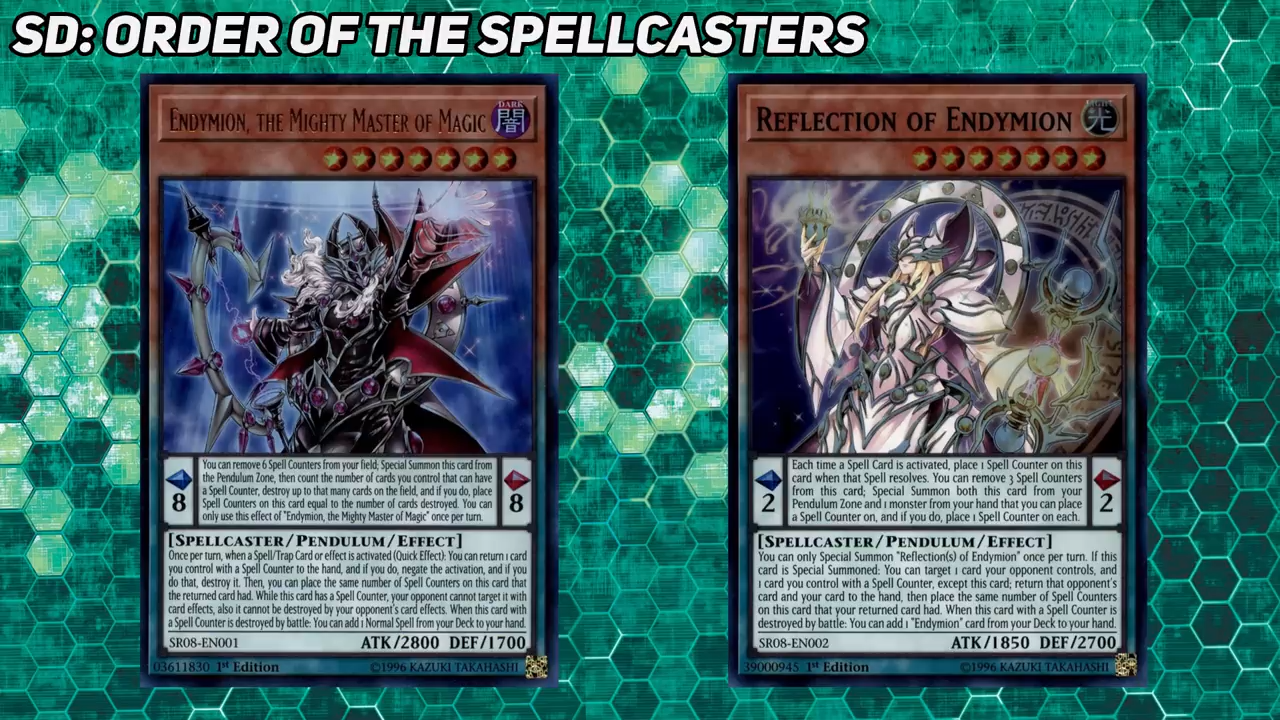 SD: ORDER OF THE SPELLCASTERS
ENDYMION, THE MIGHTY MASTER OF MAGIC
DARK
闇
You can remove 6 Spell Counters from your field; Special Summon this card from
the Pendulum Zone, then count the number of cards you control that can have
a Spell Counter, destroy up to that many cards on the field, and if you do, place
Spell Counters on this card equal to the number of cards destroyed. You can
only use this effect of "Endymion, the Mighty Master of Magic" once per turn.
8
8
[SPELLCASTER/PENDULUM/EFFECT]
Once per turn, when a Spell/Trap Card or effect is activated (Quick Effect): You can return 1 card
you control with a Spell Counter to the hand, and if you do, negate the activation, and if you
do that, destroy it. Then, you can place the same number of Spell Counters on this card that
the returned card had. While this card has a Spell Counter, your opponent cannot target it with
card effects, also it cannot be destroyed by your opponent's card effects. When this card with
a Spell Counter is destroyed by battle: You can add 1 Normal Spell from your Deck to your hand.
SR08-EN001
ATK/2800 DEF/1700
03611830 1st Edition
©1996 KAZUKI TAKAHASHI
REFLECTION OF ENDYMION
LIGHT
光
Each time a Spell Card is activated, place 1 Spell Counter on this
card when that Spell resolves. You can remove 3 Spell Counters
from this card; Special Summon both this card from your
Pendulum Zone and 1 monster from your hand that you can place
a Spell Counter on, and if you do, place 1 Spell Counter on each.
2
2
[SPELLCASTER/PENDULUM/EFFECT]
You can only Special Summon "Reflection(s) of Endymion" once per turn. If this
card is Special Summoned: You can target 1 card your opponent controls, and
1 card you control with a Spell Counter, except this card; return that opponent's
card and your card to the hand, then place the same number of Spell Counters
on this card that your returned card had. When this card with a Spell Counter is
destroyed by battle: You can add 1 "Endymion" card from your Deck to your hand.
SR08-EN002
ATK/1850 DEF/2700
39000945 1st Edition
©1996 KAZUKI TAKAHASHI